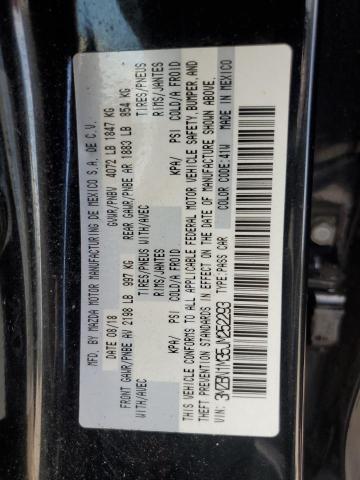 MFD. BY MAZDA MOTOR MANUFACTURING DE MEXICO S.A. DE C.V.
DATE 08/18 GVWR/PNBV 4072 LB 1847 KG
FRONT GAWR/PNBE AV 2198 LB 997 KG REAR GAWR/PNBE AR 1883 LB 854 KG
WITH/AVEC TIRES/PNEUS WITH/AVEC TIRES/PNEUS
RIMS/JANTES RIMS/JANTES
KPA/ PSI COLD/A FROID KPA/ PSI COLD/A FROID
THIS VEHICLE CONFORMS TO ALL APPLICABLE FEDERAL MOTOR VEHICLE SAFETY, BUMPER, AND
THEFT PREVENTION STANDARDS IN EFFECT ON THE DATE OF MANUFACTURE SHOWN ABOVE.
VIN: 3MZBN1M35JM252293 TYPE:PASS CAR COLOR CODE:41W MADE IN MEXICO